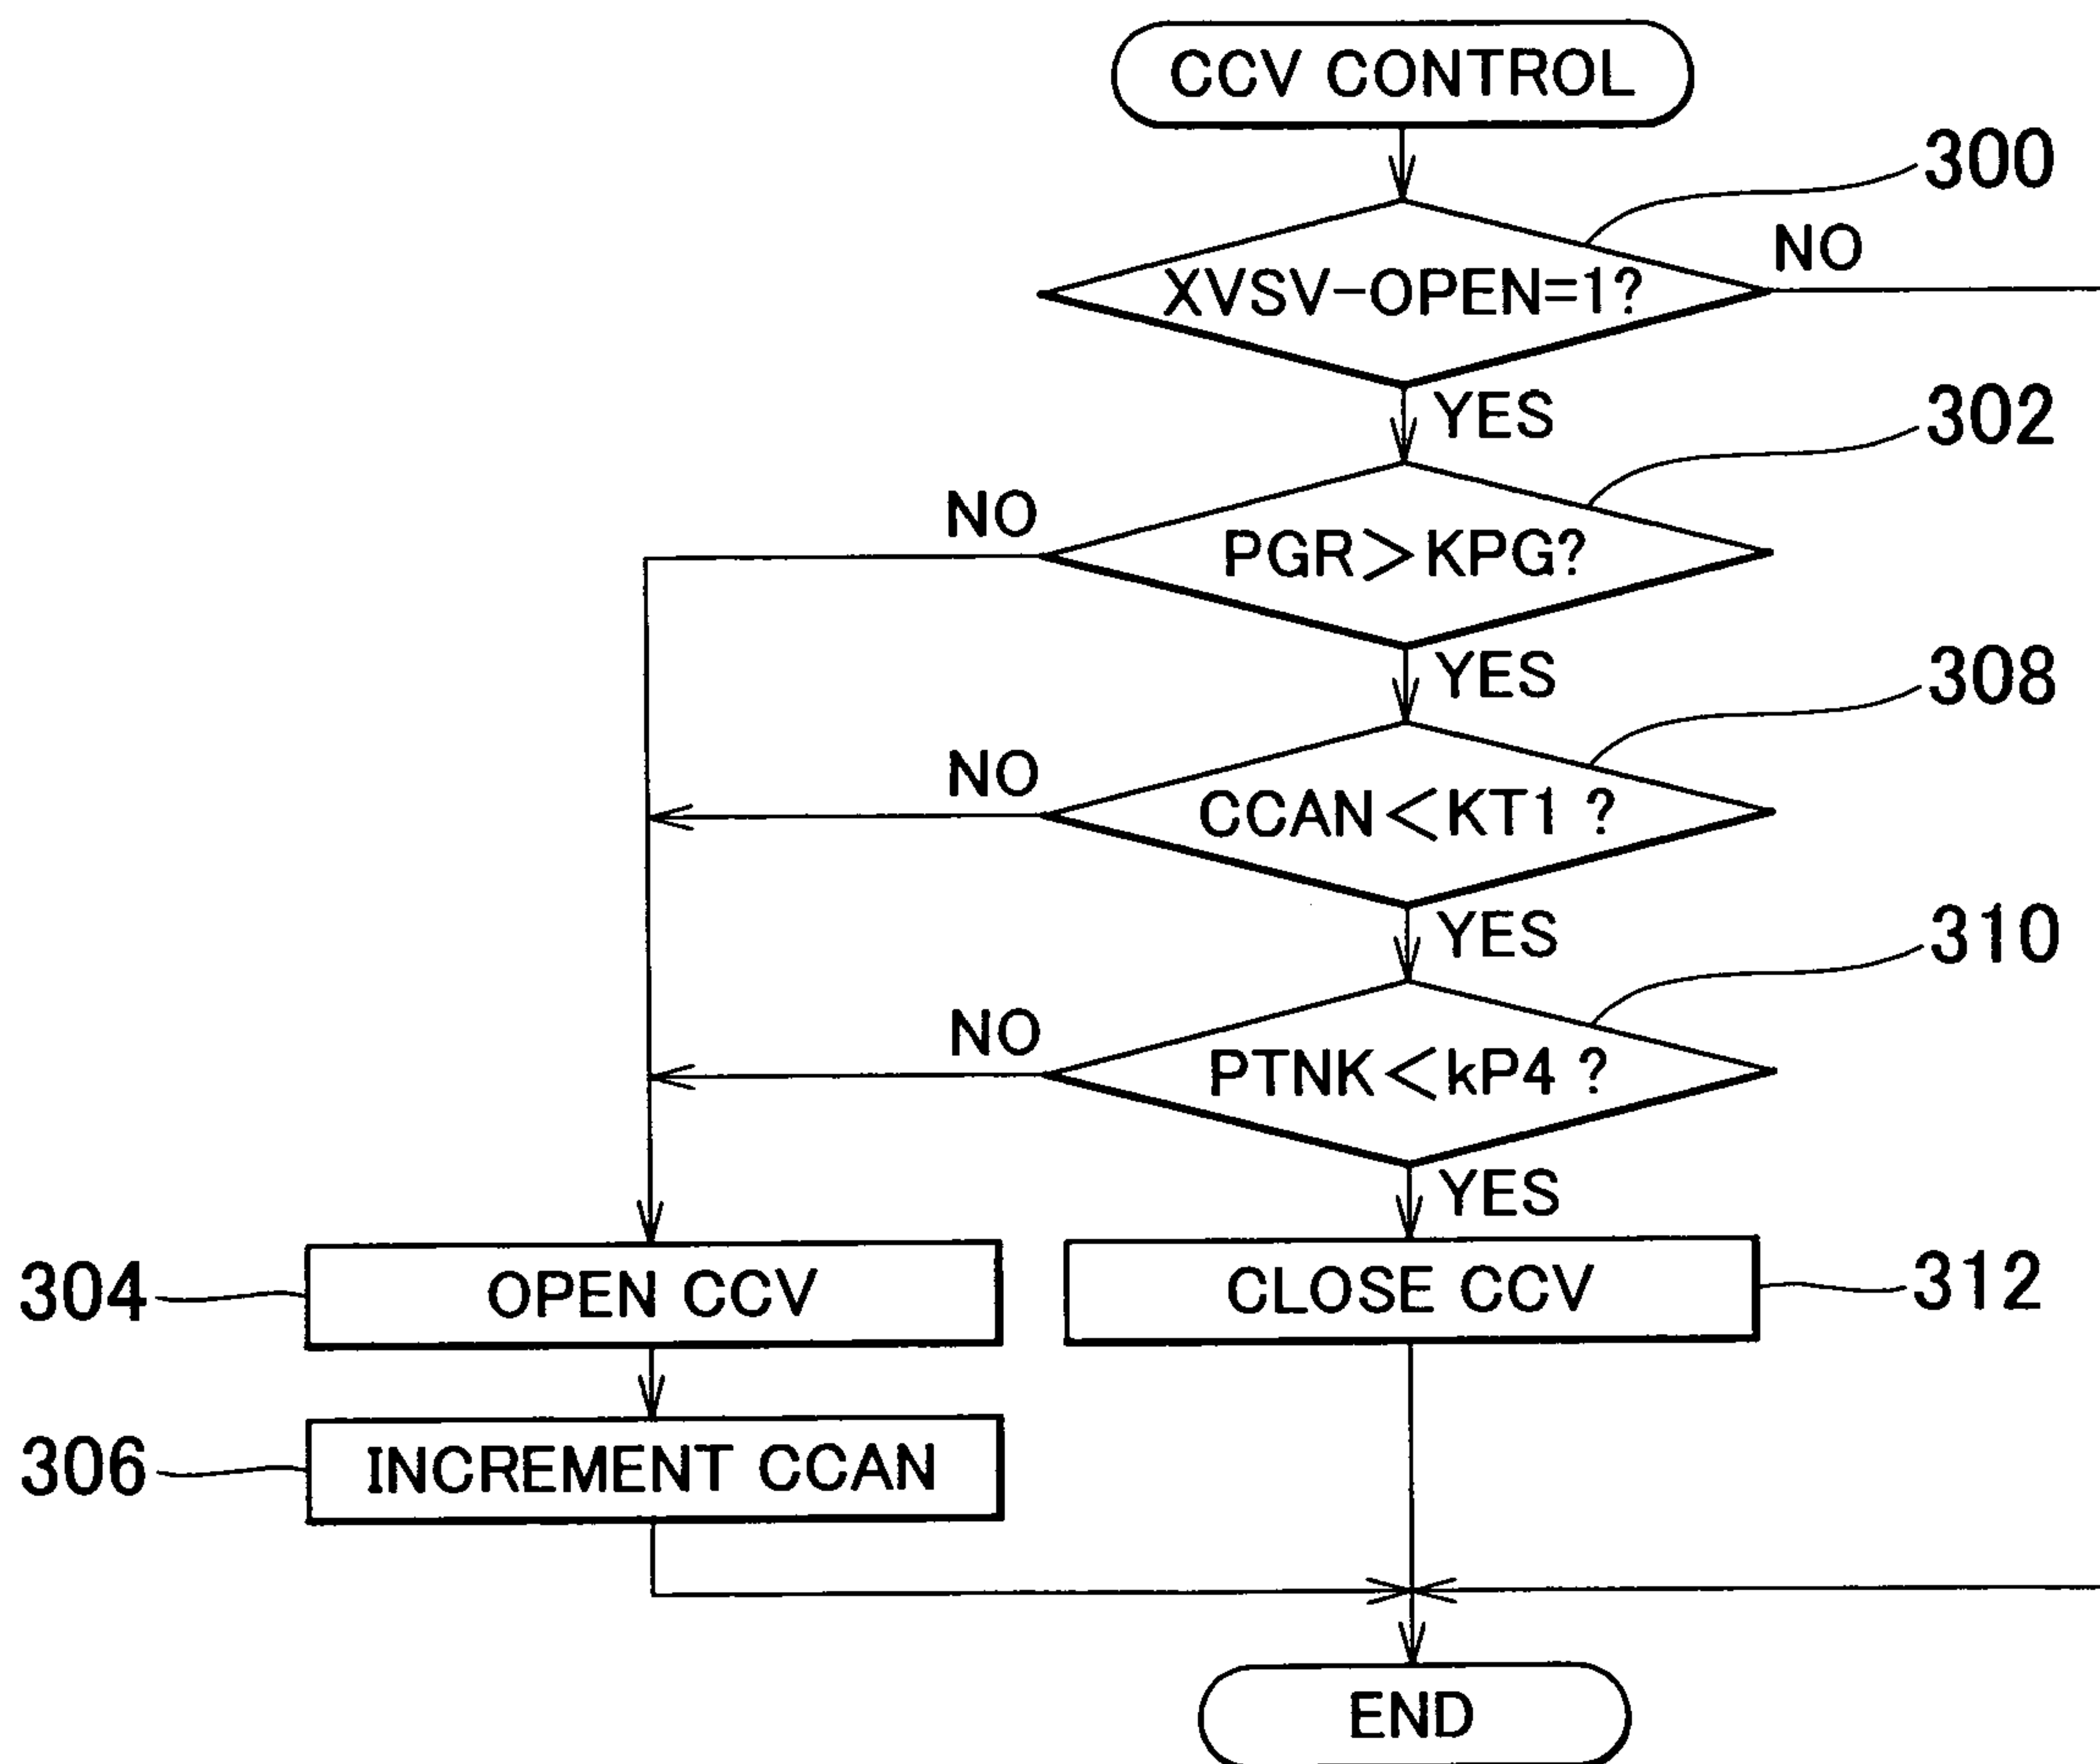 CCV CONTROL
300
XVSV-OPEN=1?
NO
YES
302
NO
PGR>KPG?
YES
308
NO
CCAN<KT1 ?
YES
310
NO
PTNK<kP4 ?
YES
304
OPEN CCV
CLOSE CCV
312
306
INCREMENT CCAN
END